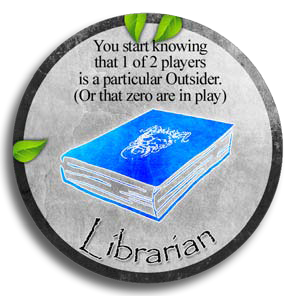 You start knowing
that 1 of 2 players
is a particular Outsider.
(Or that zero are in play)
Librarian